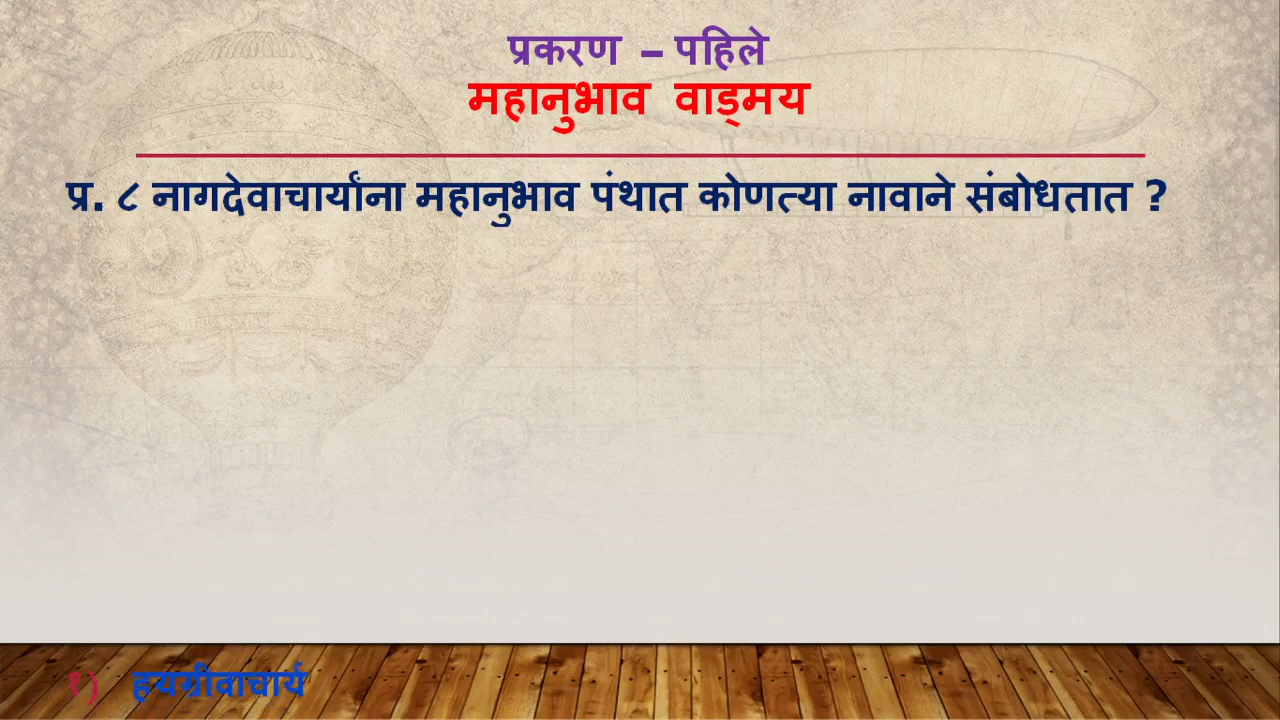 प्रकरण – पहिले
महानुभाव वाड्मय
प्र. ८ नागदेवाचार्यांना महानुभाव पंथात कोणत्या नावाने संबोधतात ?
१) हयग्रीवाचार्य